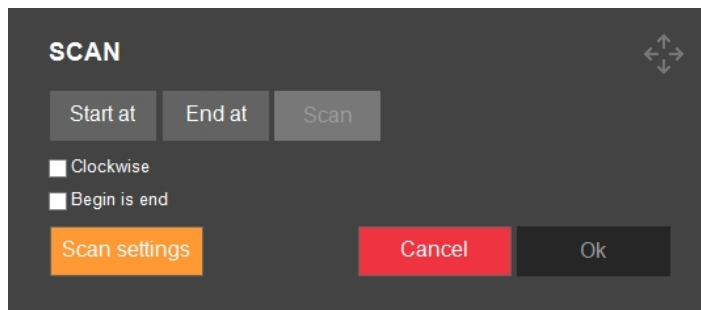 SCAN
Start at End at Scan
Clockwise
Begin is end
Scan settings Cancel Ok